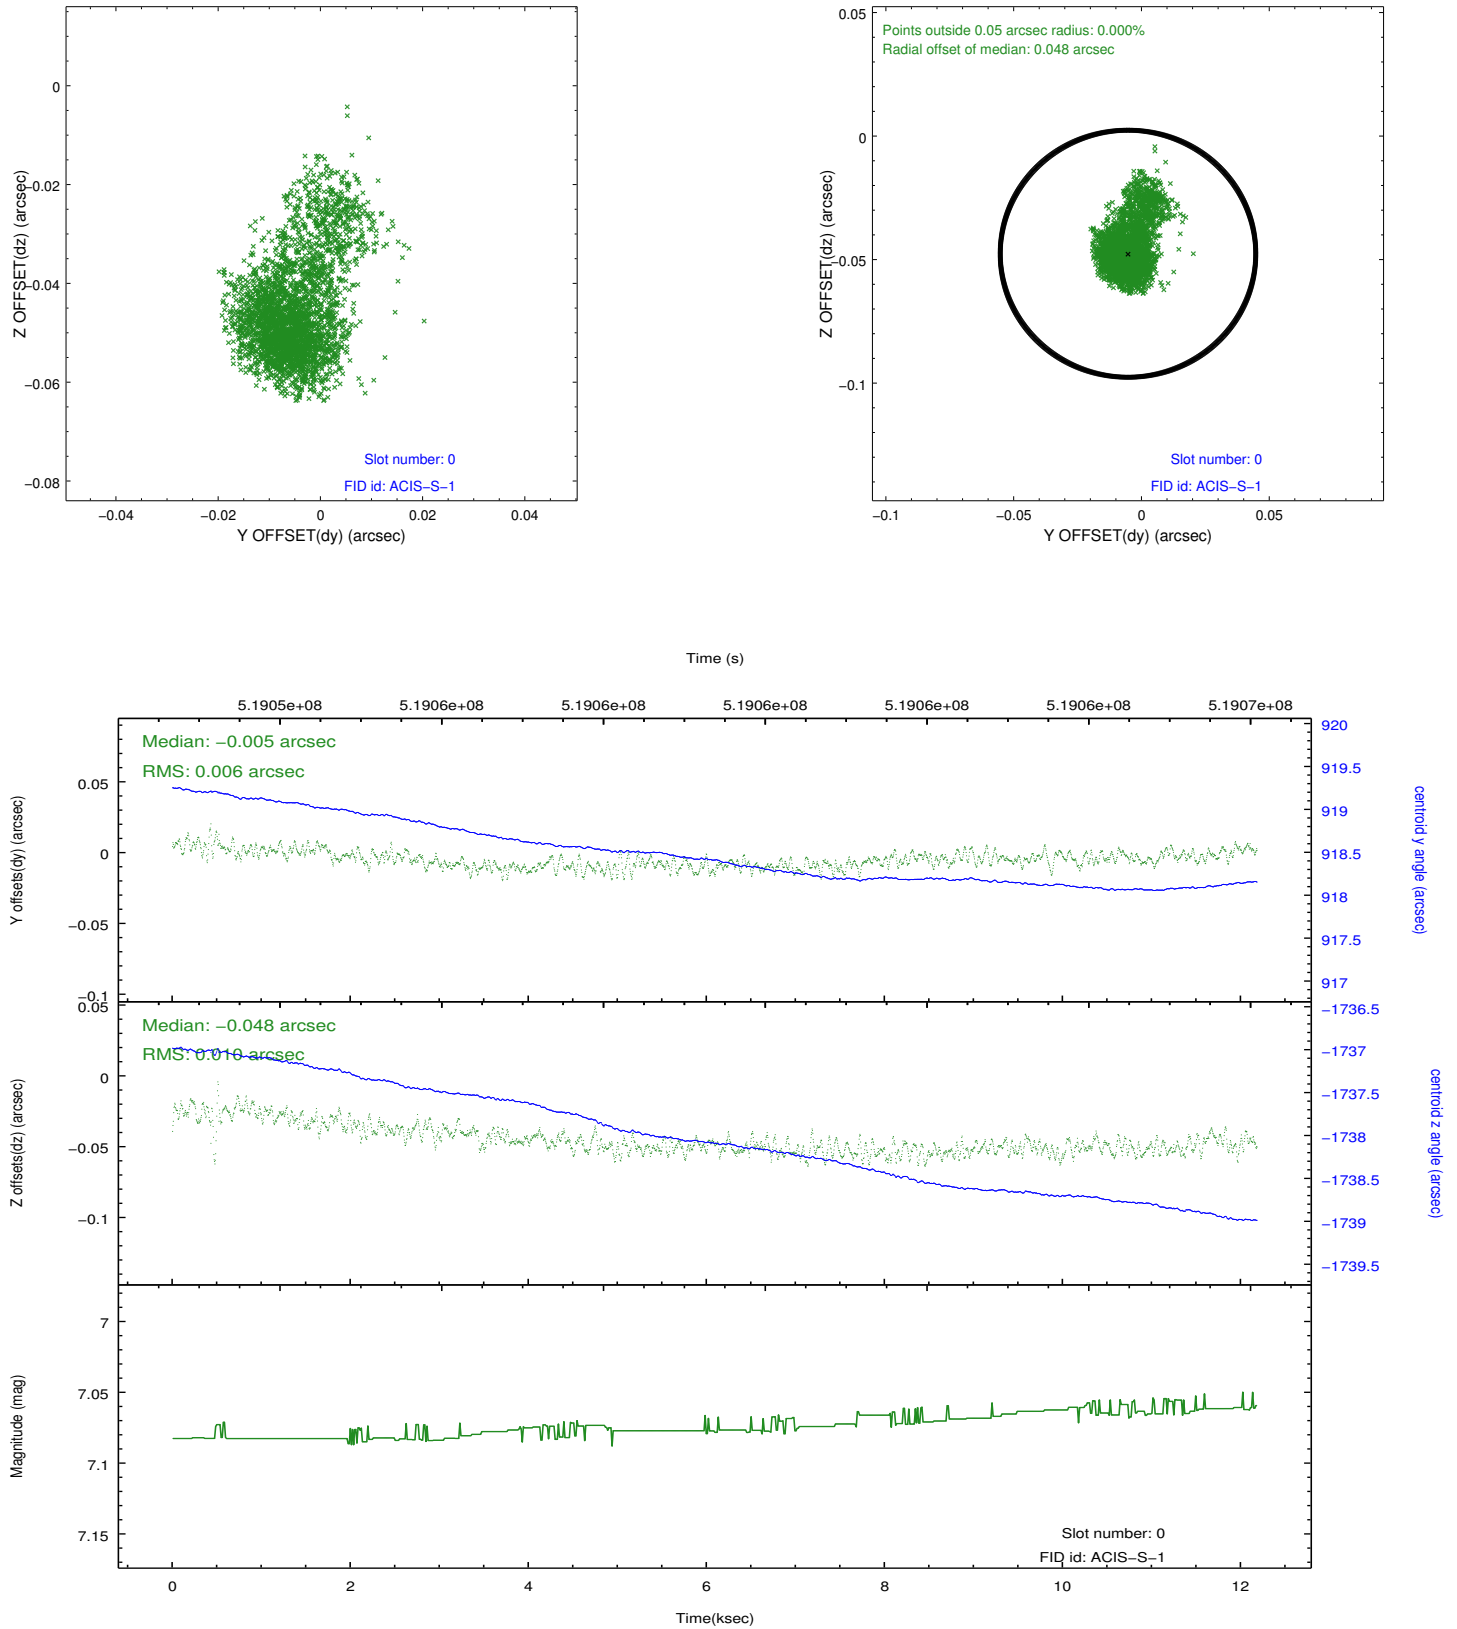 0
−0.02
−0.04
−0.06
−0.08
Z OFFSET(dz) (arcsec)
Slot number: 0
FID id: ACIS−S−1
−0.04 −0.02 0 0.02 0.04
Y OFFSET(dy) (arcsec)
0.05
0
−0.05
−0.1
Z OFFSET(dz) (arcsec)
Points outside 0.05 arcsec radius: 0.000%
Radial offset of median: 0.048 arcsec
Slot number: 0
FID id: ACIS−S−1
−0.1 −0.05 0 0.05
Y OFFSET(dy) (arcsec)
Time (s)
5.1905e+08 5.1906e+08 5.1906e+08 5.1906e+08 5.1906e+08 5.1906e+08 5.1907e+08
Median: −0.005 arcsec
RMS: 0.006 arcsec
0.05
0
−0.05
−0.1
Y offsets(dy) (arcsec)
920
919.5
919
918.5
918
917.5
917
centroid y angle (arcsec)
Median: −0.048 arcsec
RMS: 0.010 arcsec
0.05
0
−0.05
−0.1
Z offsets(dz) (arcsec)
−1736.5
−1737
−1737.5
−1738
−1738.5
−1739
−1739.5
centroid z angle (arcsec)
7
7.05
7.1
7.15
Magnitude (mag)
Slot number: 0
FID id: ACIS−S−1
0 2 4 6 8 10 12
Time(ksec)